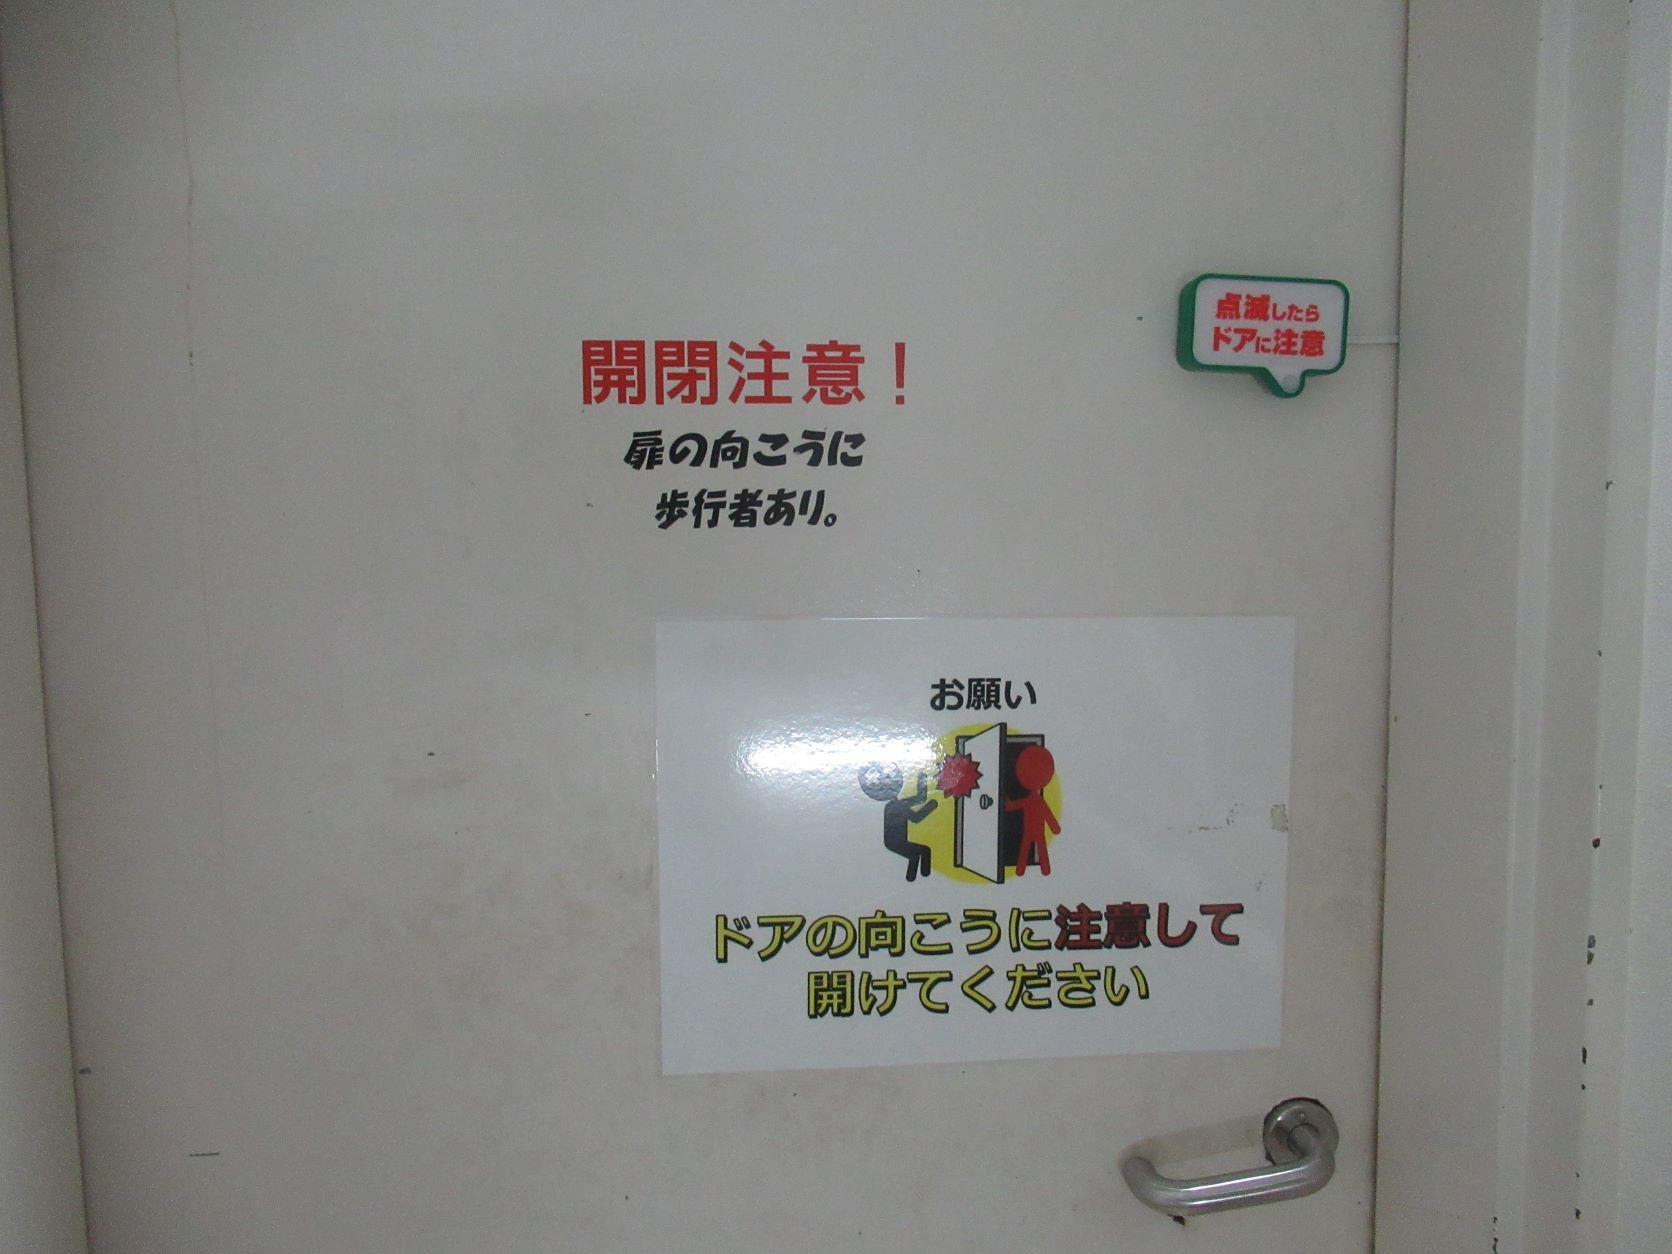 点滅したら
ドアに注意
開閉注意！
扉の向こうに
歩行者あり。
お願い
ドアの向こうに注意して
開けてください